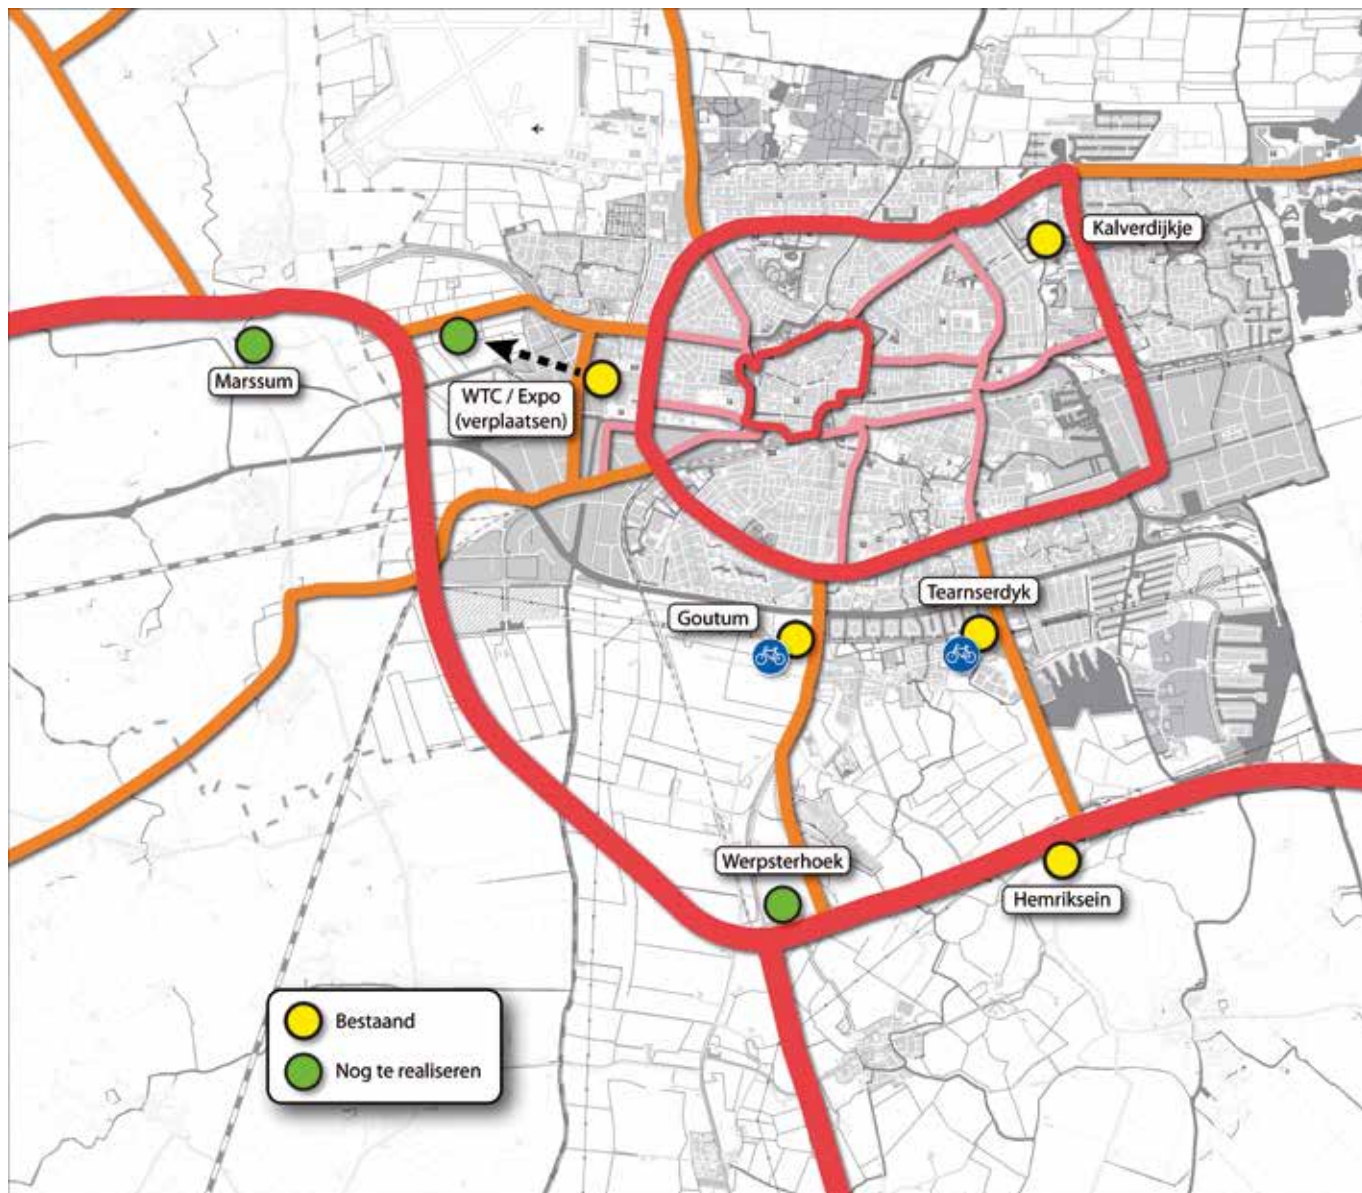 Kalverdijkje
Marssum
WTC / Expo
(verplaatsen)
Goutum
Tearnserdyk
Werpsterhoek
Hemriksein
Bestaand
Nog te realiseren